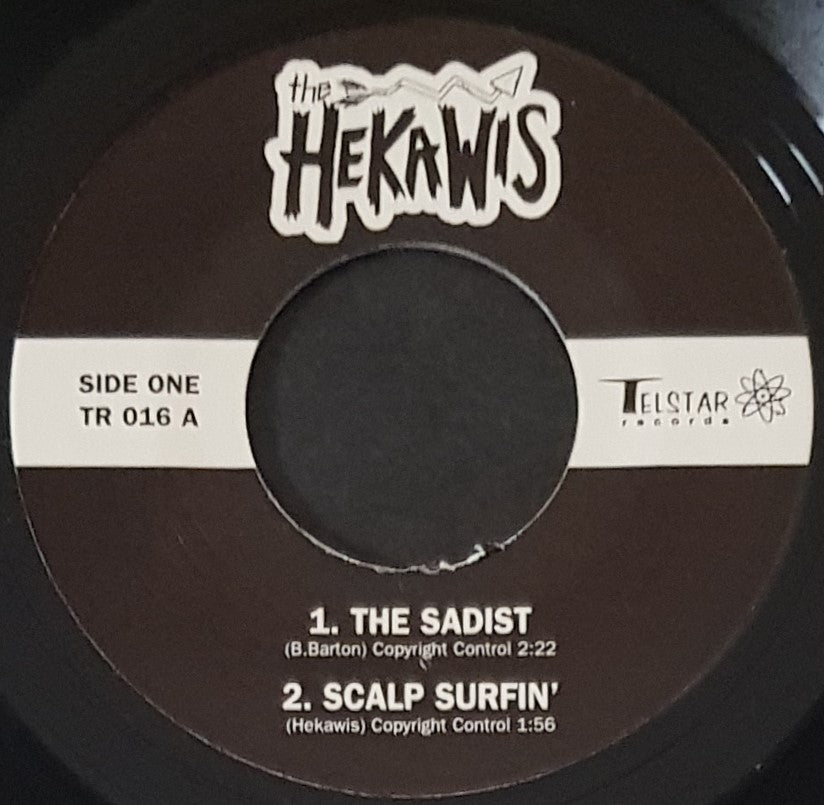 the
HEKAWIS
SIDE ONE
TR 016 A
TELSTAR
records
1. THE SADIST
(B.Barton) Copyright Control 2:22
2. SCALP SURFIN'
(Hekawis) Copyright Control 1:56